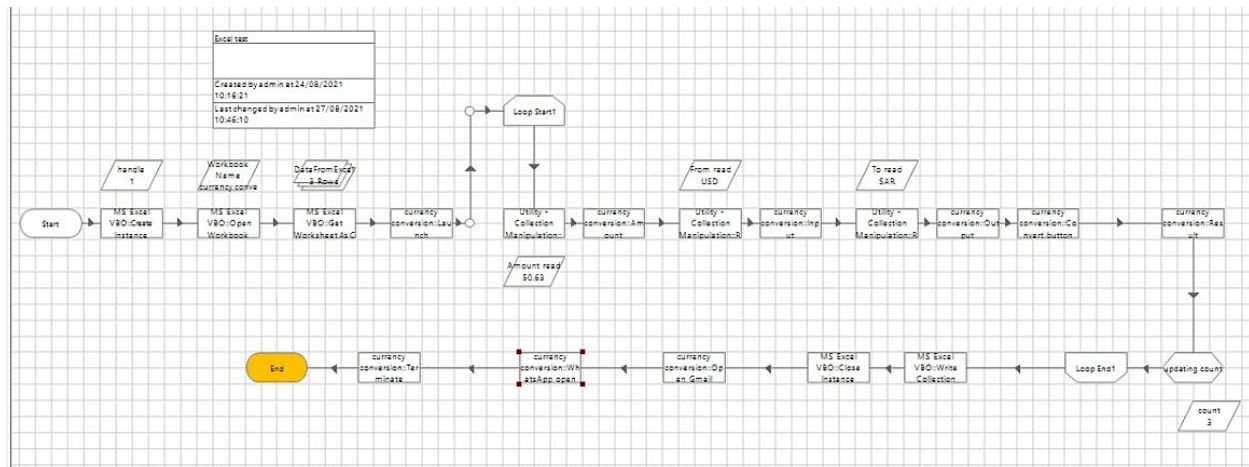 Excel test
Created by admin at 24/08/2021
10:16:21
Last changed by admin at 27/08/2021
10:46:10
Loop Start1
handle
1
Workbook
Name
currency.conve
DataFromExcel
3 Rows
From read
USD
To read
SAR
Start
MS Excel
VBO::Create
Instance
MS Excel
VBO::Open
Workbook
MS Excel
VBO::Get
Worksheet As C
currency
conversion::Lau
nch
Utility -
Collection
Manipulation::
currency
conversion::Am
ount
Utility -
Collection
Manipulation::R
currency
conversion::Inp
ut
Utility -
Collection
Manipulation::R
currency
conversion::Out
put
currency
conversion::Co
nvert button
currency
conversion::Res
ult
Amount read
50.63
End
currency
conversion::Ter
minate
currency
conversion::Wh
atsApp open
currency
conversion::Op
en Gmail
MS Excel
VBO::Close
Instance
MS Excel
VBO::Write
Collection
Loop End1
updating count
count
3